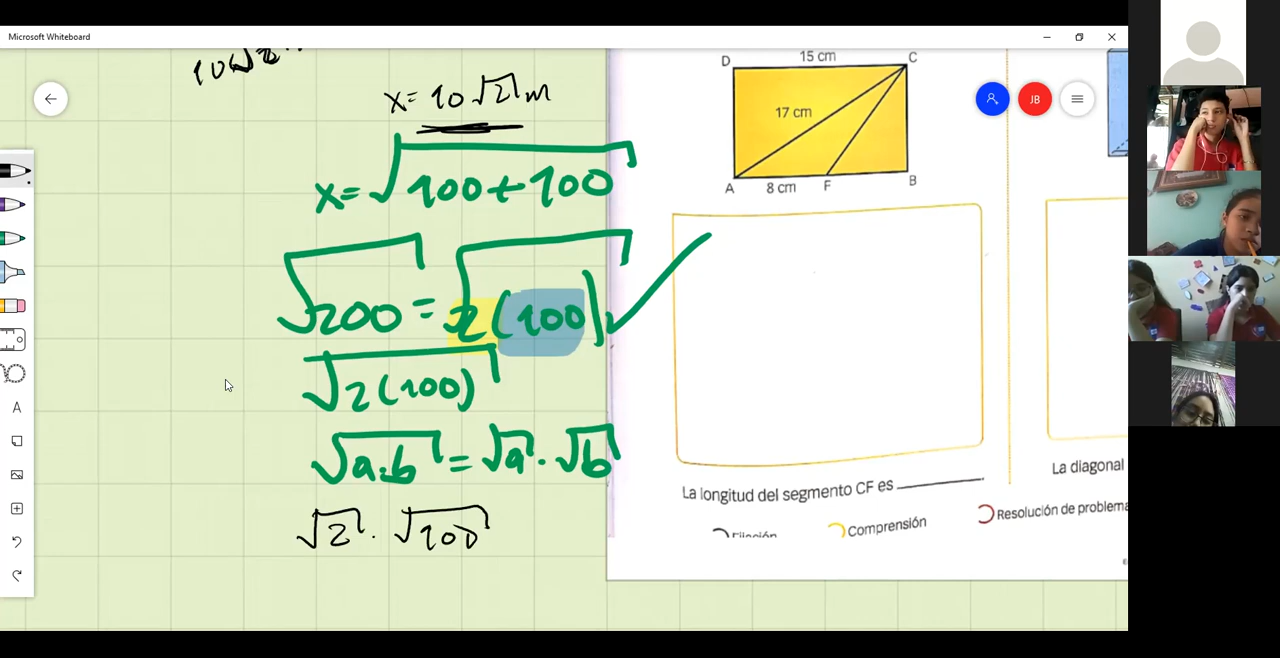 Microsoft Whiteboard
x= 10√2 m
x=√100+100
√200 = √2(100)
√2(100)
√a.b = √a . √b
√2 . √100
D 15 cm C
17 cm
A 8 cm F B
JB
A
La longitud del segmento CF es
La diagonal
Comprensión
Resolución de problema